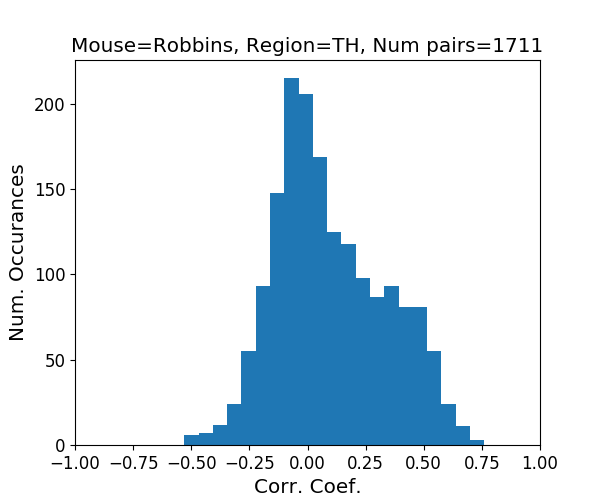 Mouse=Robbins, Region=TH, Num pairs=1711
Num. Occurances
200
150
100
50
0
−1.00 −0.75 −0.50 −0.25 0.00 0.25 0.50 0.75 1.00
Corr. Coef.